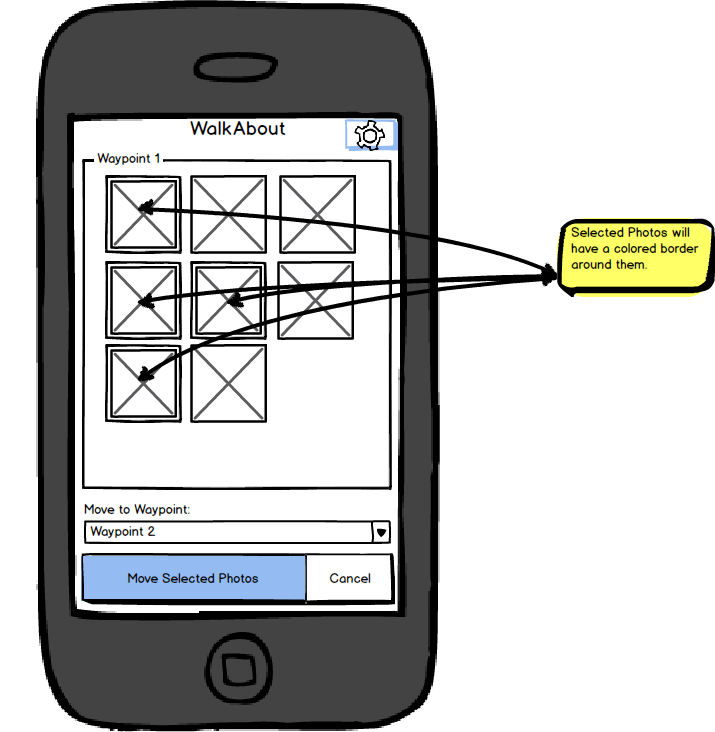 WalkAbout
Waypoint 1
Selected Photos will
have a colored border
around them.
Move to Waypoint:
Waypoint 2
Move Selected Photos
Cancel